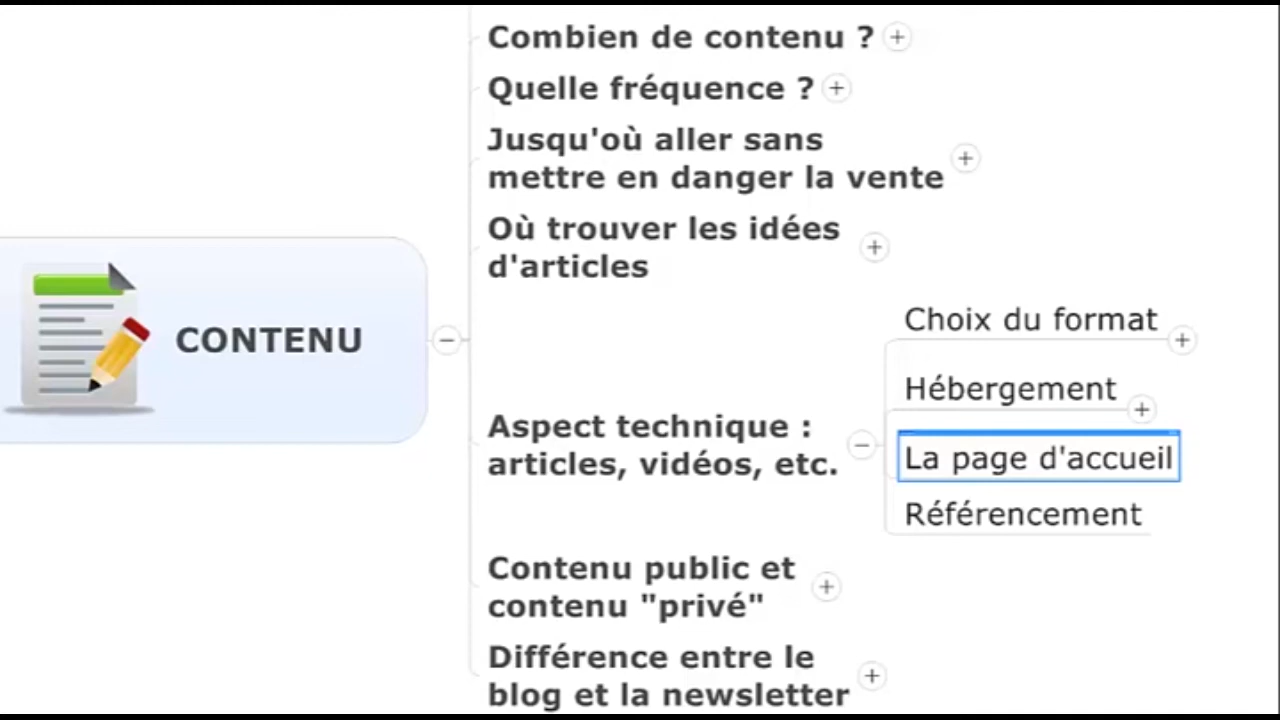 Combien de contenu ?
Quelle fréquence ?
Jusqu'où aller sans
mettre en danger la vente
Où trouver les idées
d'articles
CONTENU
Aspect technique :
articles, vidéos, etc.
Choix du format
Hébergement
La page d'accueil
Référencement
Contenu public et
contenu "privé"
Différence entre le
blog et la newsletter